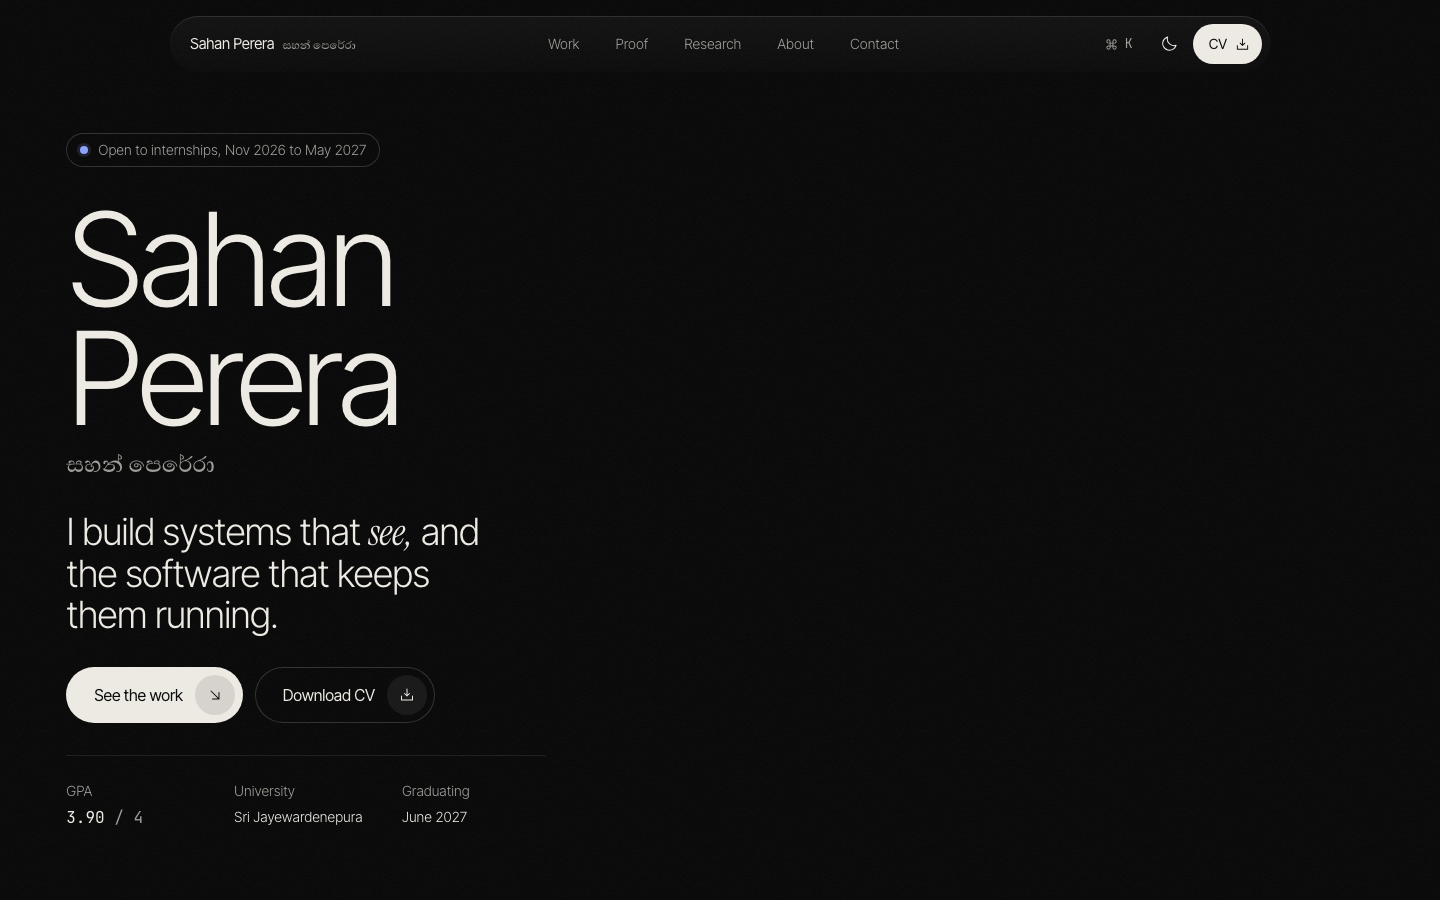 Sahan Perera සහන් පෙරේරා Work Proof Research About Contact ⌘ K CV
Open to internships, Nov 2026 to May 2027
Sahan
Perera
සහන් පෙරේරා
I build systems that see, and
the software that keeps
them running.
See the work Download CV
GPA University Graduating
3.90 / 4 Sri Jayewardenepura June 2027